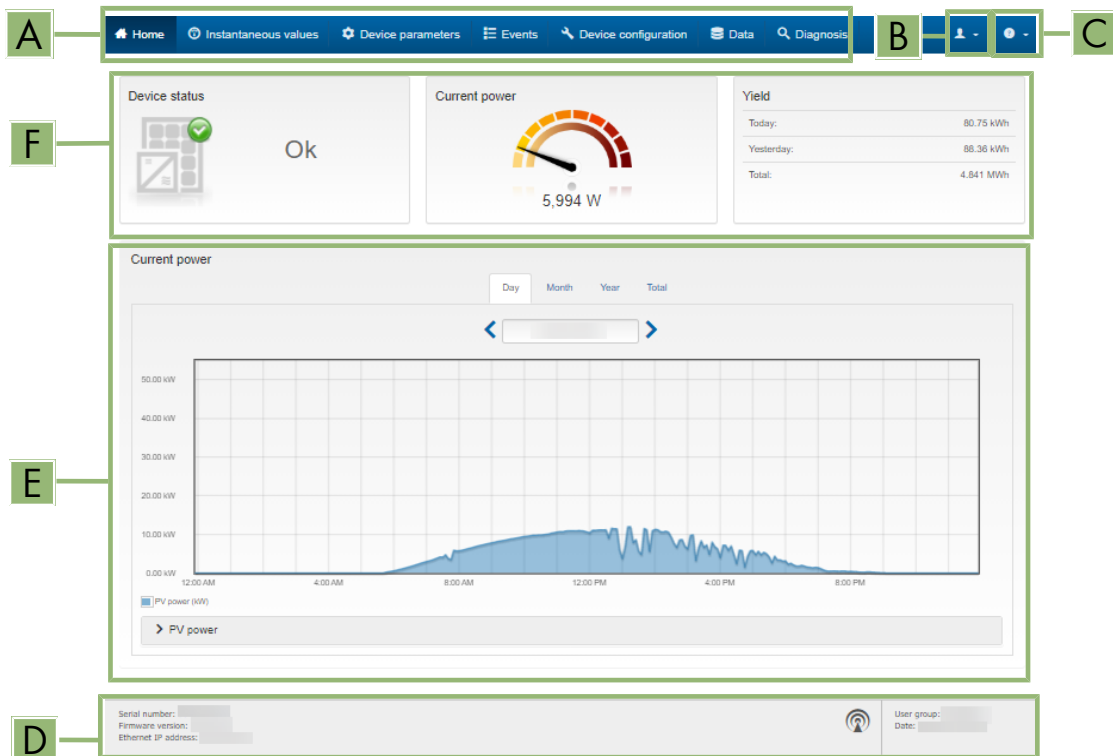 A
Home Instantaneous values Device parameters Events Device configuration Data Diagnosis
B
C
F
Device status
Ok
Current power
5,994 W
Yield
Today: 80.75 kWh
Yesterday: 88.36 kWh
Total: 4.841 MWh
E
Current power
Day Month Year Total
50.00 kW
40.00 kW
30.00 kW
20.00 kW
10.00 kW
0.00 kW
12:00 AM 4:00 AM 8:00 AM 12:00 PM 4:00 PM 8:00 PM
PV power (kW)
PV power
D
Serial number:
Firmware version:
Ethernet IP address:
User group:
Date: